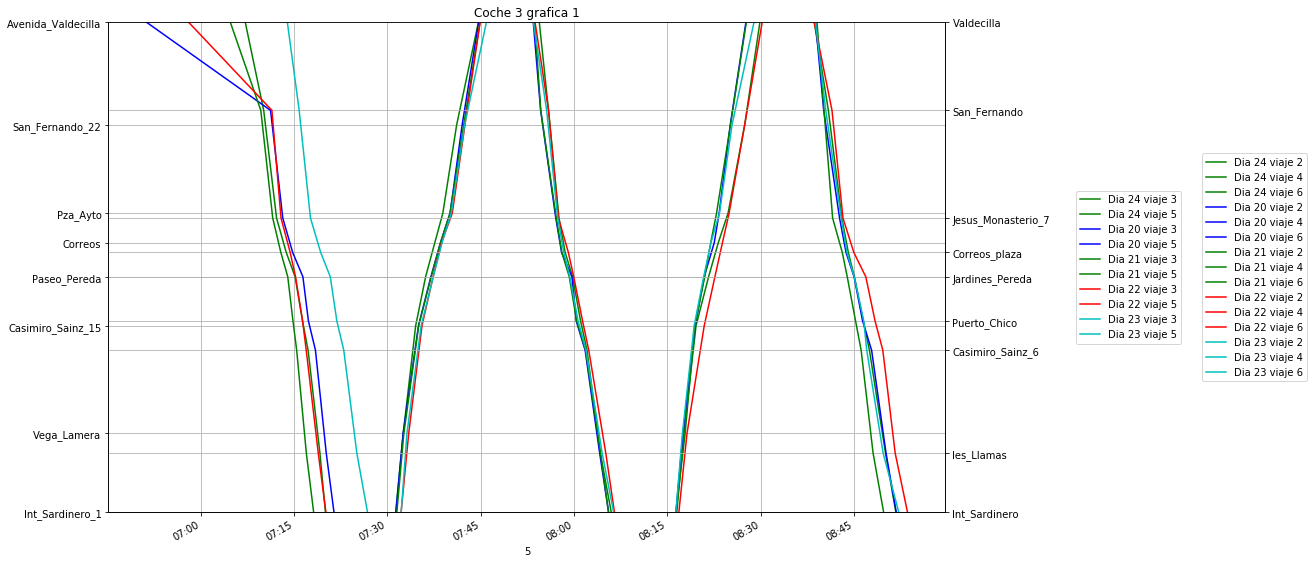 Coche 3 grafica 1
Avenida_Valdecilla
San_Fernando_22
Pza_Ayto
Correos
Paseo_Pereda
Casimiro_Sainz_15
Vega_Lamera
Int_Sardinero_1
Valdecilla
San_Fernando
Jesus_Monasterio_7
Correos_plaza
Jardines_Pereda
Puerto_Chico
Casimiro_Sainz_6
Ies_Llamas
Int_Sardinero
07:00
07:15
07:30
07:45
08:00
08:15
08:30
08:45
5
Dia 24 viaje 3
Dia 24 viaje 5
Dia 20 viaje 3
Dia 20 viaje 5
Dia 21 viaje 3
Dia 21 viaje 5
Dia 22 viaje 3
Dia 22 viaje 5
Dia 23 viaje 3
Dia 23 viaje 5
Dia 24 viaje 2
Dia 24 viaje 4
Dia 24 viaje 6
Dia 20 viaje 2
Dia 20 viaje 4
Dia 20 viaje 6
Dia 21 viaje 2
Dia 21 viaje 4
Dia 21 viaje 6
Dia 22 viaje 2
Dia 22 viaje 4
Dia 22 viaje 6
Dia 23 viaje 2
Dia 23 viaje 4
Dia 23 viaje 6